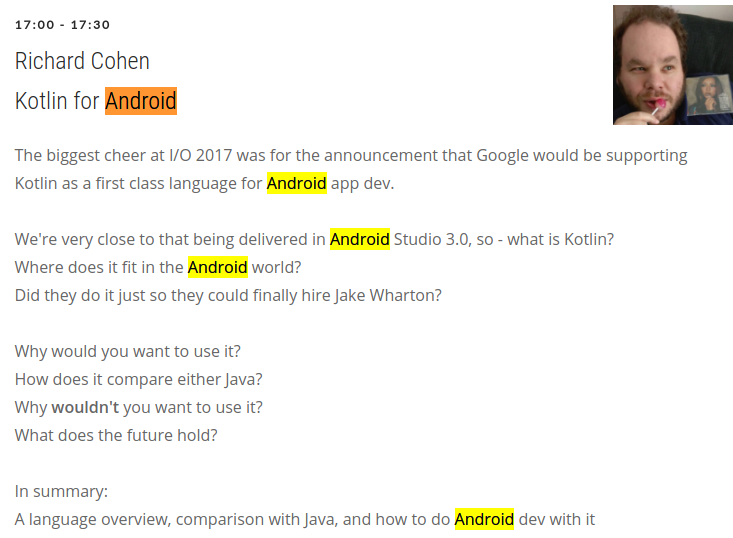 17:00 - 17:30
Richard Cohen
Kotlin for Android
The biggest cheer at I/O 2017 was for the announcement that Google would be supporting
Kotlin as a first class language for Android app dev.
We're very close to that being delivered in Android Studio 3.0, so - what is Kotlin?
Where does it fit in the Android world?
Did they do it just so they could finally hire Jake Wharton?
Why would you want to use it?
How does it compare either Java?
Why wouldn't you want to use it?
What does the future hold?
In summary:
A language overview, comparison with Java, and how to do Android dev with it